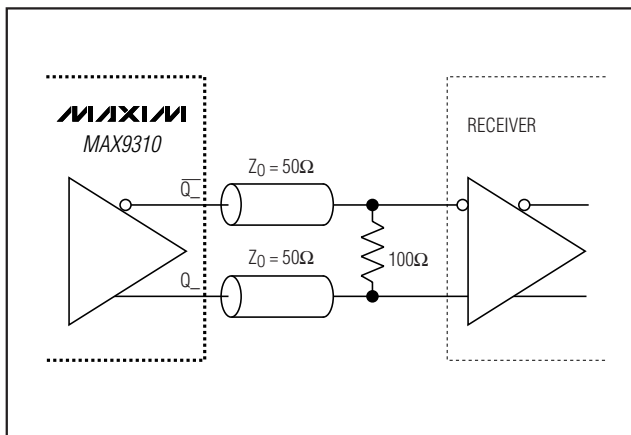 MAXIM
MAX9310
Q̅_̅
Z₀ = 50Ω
RECEIVER
Z₀ = 50Ω
100Ω
Q_